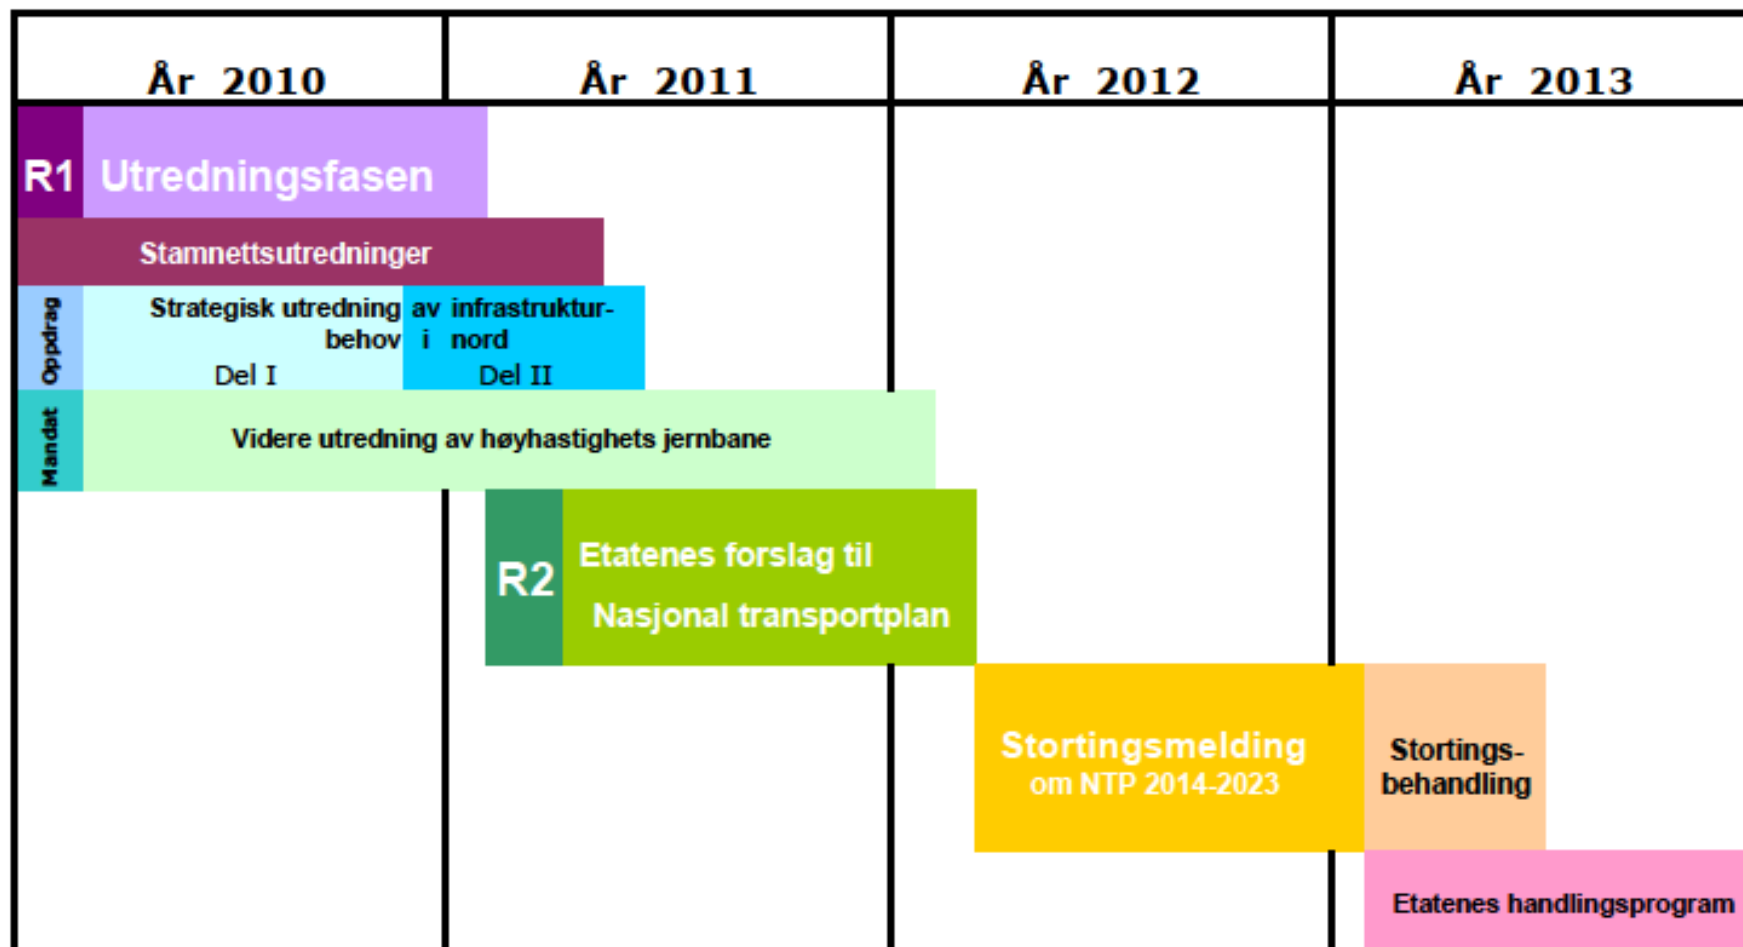 År 2010 År 2011 År 2012 År 2013
R1 Utredningsfasen
Stamnettsutredninger
Oppdrag
Strategisk utredning av infrastruktur-
behov i nord
Del I Del II
Mandat
Videre utredning av høyhastighets jernbane
R2
Etatenes forslag til
Nasjonal transportplan
Stortingsmelding
om NTP 2014-2023
Stortings-
behandling
Etatenes handlingsprogram